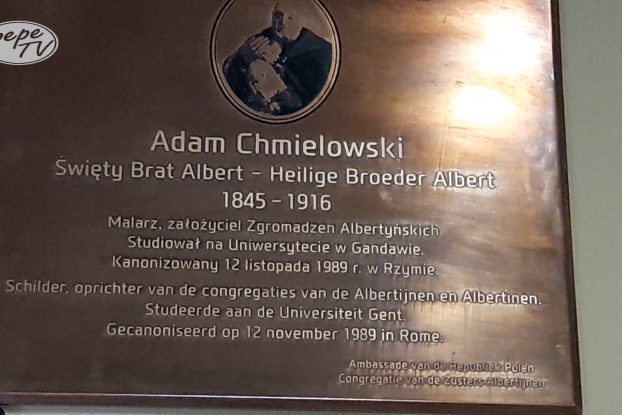 pepe
TV
Adam Chmielowski
Święty Brat Albert - Heilige Broeder Albert
1845 - 1916
Malarz, założyciel Zgromadzeń Albertyńskich.
Studiował na Uniwersytecie w Gandawie.
Kanonizowany 12 listopada 1989 r. w Rzymie.
Schilder, oprichter van de congregaties van de Albertijnen en Albertinen.
Studeerde aan de Universiteit Gent.
Gecanoniseerd op 12 november 1989 in Rome.
Ambassade van de Republiek Polen
Congregatie van de Zusters Albertijnen